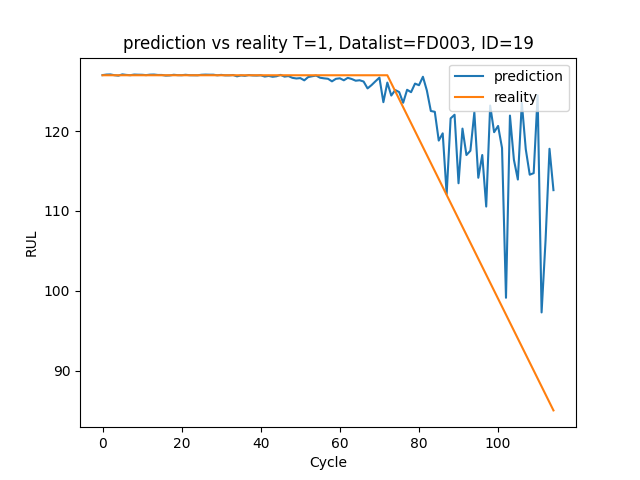 prediction vs reality T=1, Datalist=FD003, ID=19
prediction
reality
120
110
100
90
RUL
0 20 40 60 80 100
Cycle